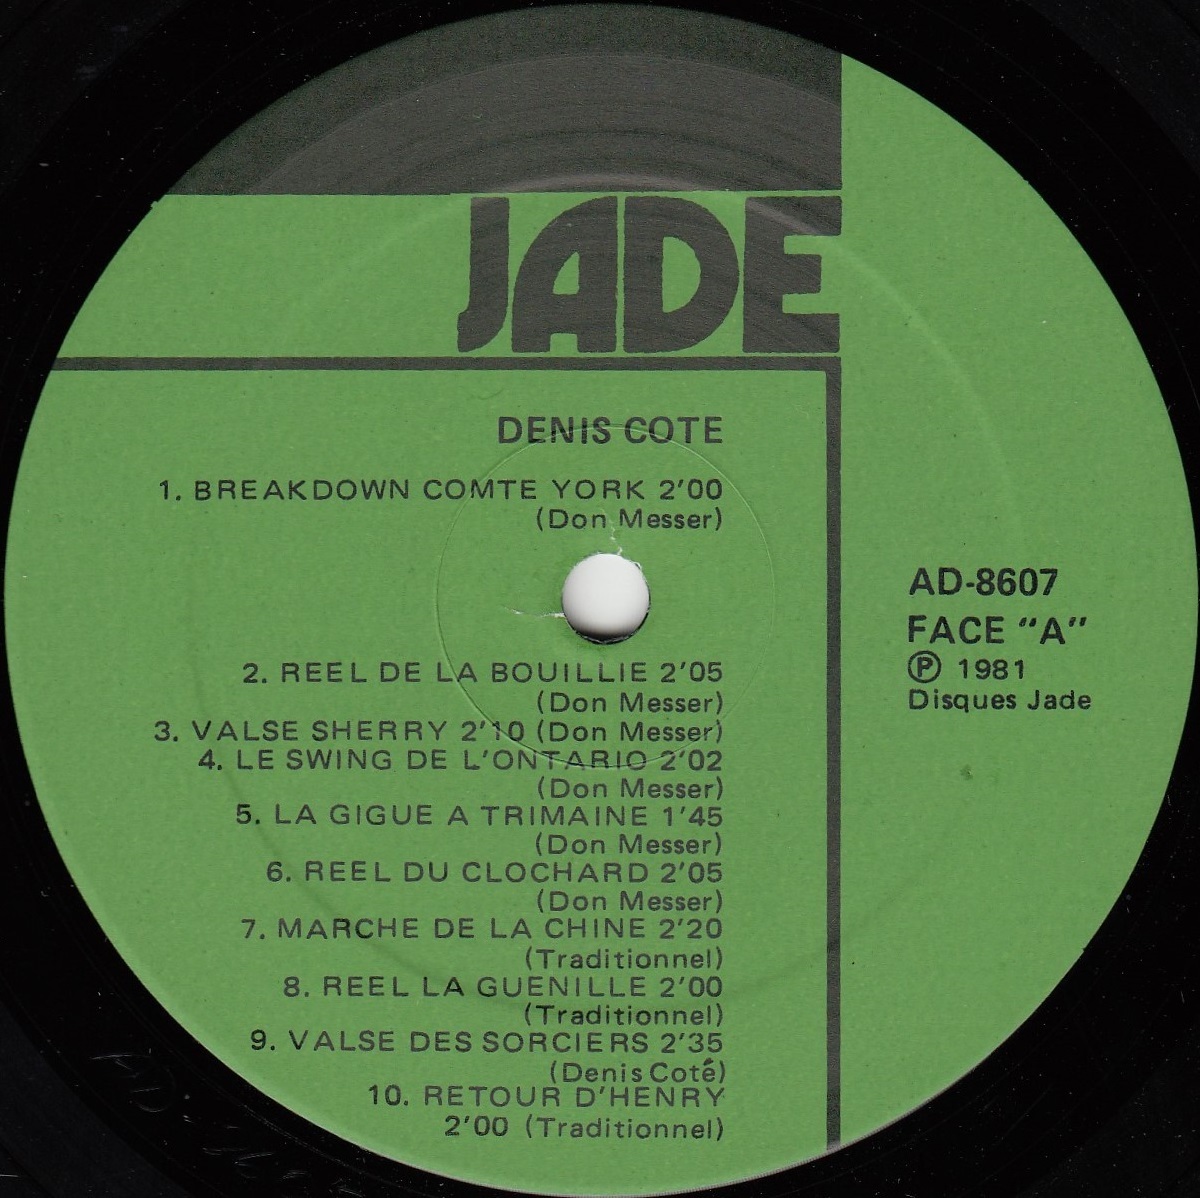 JADE
DENIS COTE
1. BREAKDOWN COMTE YORK 2'00
(Don Messer)
2. REEL DE LA BOUILLIE 2'05
(Don Messer)
3. VALSE SHERRY 2'10 (Don Messer)
4. LE SWING DE L'ONTARIO 2'02
(Don Messer)
5. LA GIGUE A TRIMAINE 1'45
(Don Messer)
6. REEL DU CLOCHARD 2'05
(Don Messer)
7. MARCHE DE LA CHINE 2'20
(Traditionnel)
8. REEL LA GUENILLE 2'00
(Traditionnel)
9. VALSE DES SORCIERS 2'35
(Denis Coté)
10. RETOUR D'HENRY
2'00 (Traditionnel)
AD-8607
FACE "A"
℗ 1981
Disques Jade